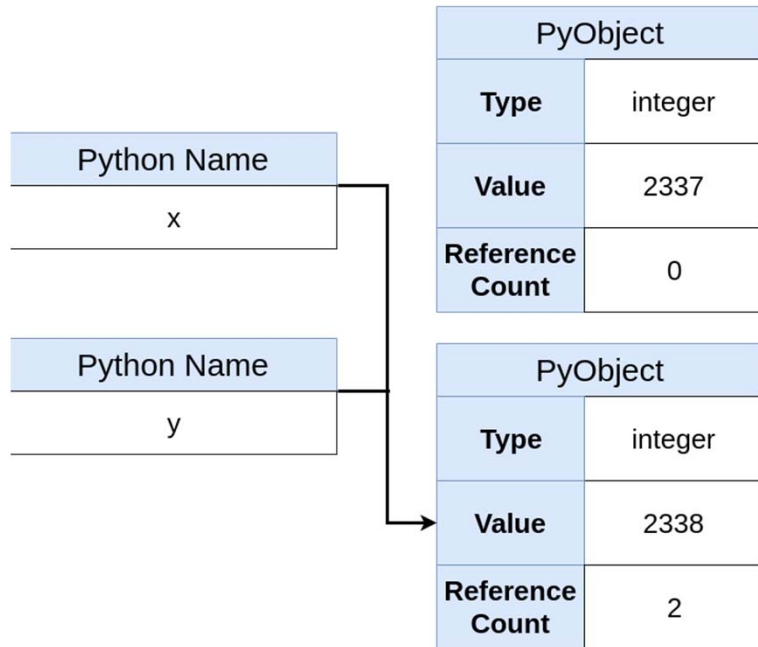 PyObject
Type integer
Value 2337
Reference
Count 0
Python Name
x
Python Name
y
PyObject
Type integer
Value 2338
Reference
Count 2